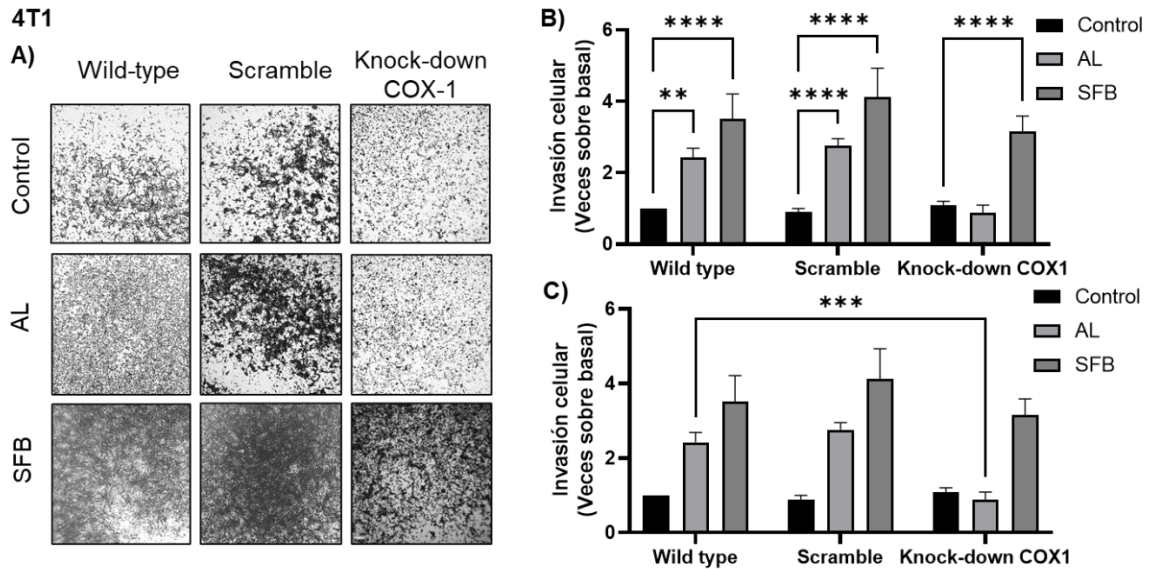 4T1
A)
Wild-type
Scramble
Knock-down
COX-1
Control
AL
SFB
B)
Invasión celular
(Veces sobre basal)
6
4
2
0
****
**
****
****
****
Wild type
Scramble
Knock-down COX1
Control
AL
SFB
C)
Invasión celular
(Veces sobre basal)
6
4
2
0
***
Wild type
Scramble
Knock-down COX1
Control
AL
SFB